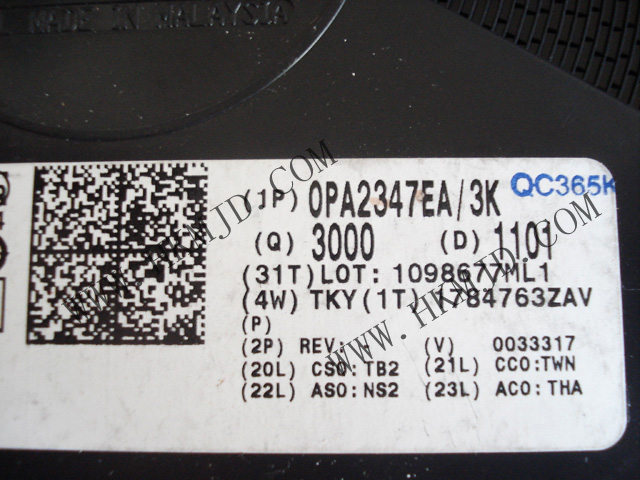 MADE IN MALAYSIA
(1P) OPA2347EA/3K
QC365K
(Q) 3000 (D) 1101
(31T)LOT: 1098677ML1
(4W) TKY(1T) 7784763ZAV
(P)
(2P) REV: - (V) 0033317
(20L) CSO:TB2 (21L) CCO:TWN
(22L) ASO:NS2 (23L) ACO:THA
WWW.HKMJD.COM
WWW.HKMJD.COM